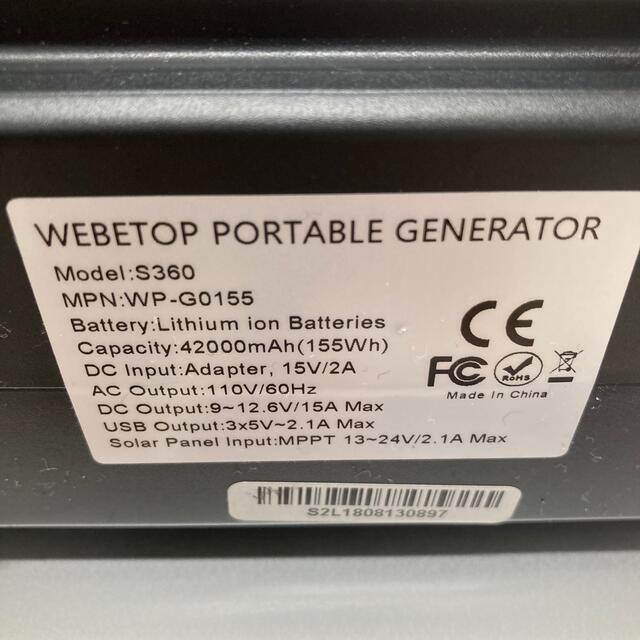 WEBETOP PORTABLE GENERATOR
Model:S360
MPN:WP-G0155
Battery:Lithium ion Batteries
Capacity:42000mAh(155Wh)
DC Input:Adapter, 15V/2A
AC Output:110V/60Hz
DC Output:9~12.6V/15A Max
USB Output:3x5V⎓2.1A Max
Solar Panel Input:MPPT 13~24V/2.1A Max
CE
FC
RoHS
Made In China
S2L1808130897